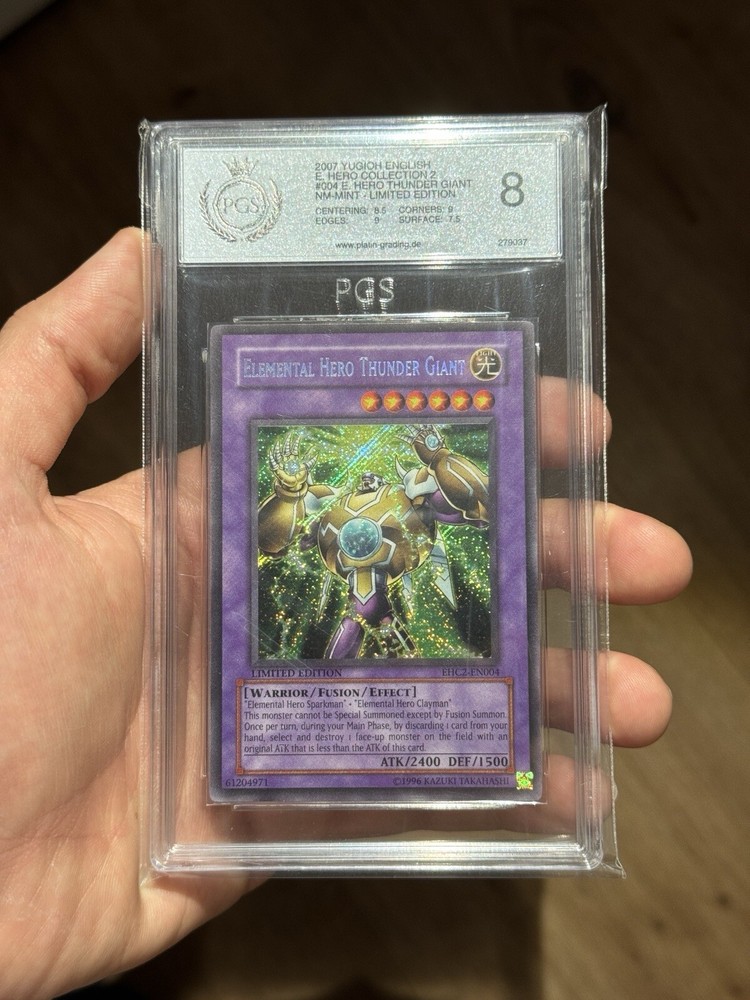 2007 YUGIOH ENGLISH
E. HERO COLLECTION 2
#004 E. HERO THUNDER GIANT
NM-MINT - LIMITED EDITION
CENTERING: 8.5 CORNERS: 9
EDGES: 9 SURFACE: 7.5
8
PGS
www.platin-grading.de
279037
PGS
ELEMENTAL HERO THUNDER GIANT
LIGHT
光
LIMITED EDITION
EHC2-EN004
[WARRIOR/FUSION/EFFECT]
"Elemental Hero Sparkman" + "Elemental Hero Clayman"
This monster cannot be Special Summoned except by Fusion Summon.
Once per turn, during your Main Phase, by discarding 1 card from your
hand, select and destroy 1 face-up monster on the field with an
original ATK that is less than the ATK of this card.
ATK/2400 DEF/1500
61204971
©1996 KAZUKI TAKAHASHI